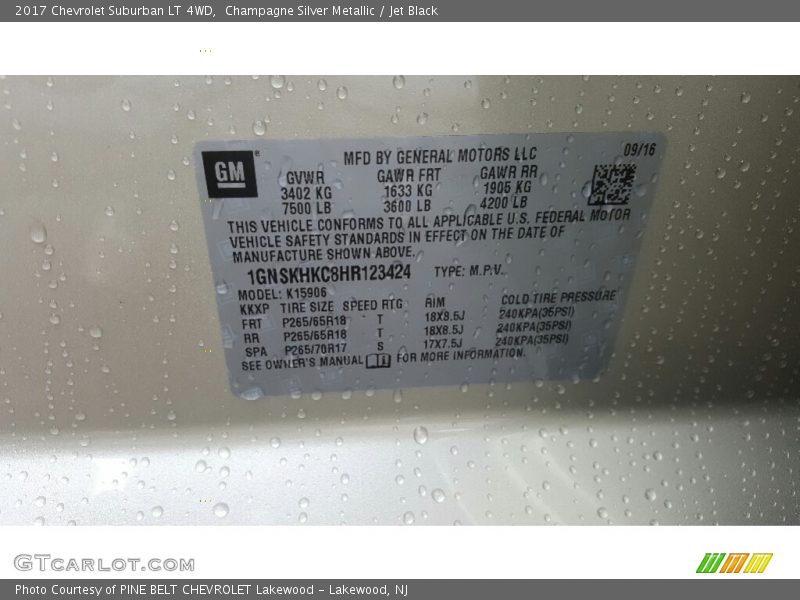 2017 Chevrolet Suburban LT 4WD,  Champagne Silver Metallic / Jet Black
GM®
MFD BY GENERAL MOTORS LLC
09/16
GVWR GAWR FRT GAWR RR
3402 KG 1633 KG 1905 KG
7500 LB 3600 LB 4200 LB
THIS VEHICLE CONFORMS TO ALL APPLICABLE U.S. FEDERAL MOTOR
VEHICLE SAFETY STANDARDS IN EFFECT ON THE DATE OF
MANUFACTURE SHOWN ABOVE.
1GNSKHKC8HR123424 TYPE: M.P.V.
MODEL: K15906
KKXP TIRE SIZE SPEED RTG RIM COLD TIRE PRESSURE
FRT P265/65R18 T 18X8.5J 240KPA(35PSI)
RR P265/65R18 T 18X8.5J 240KPA(35PSI)
SPA P265/70R17 S 17X7.5J 240KPA(35PSI)
SEE OWNER'S MANUAL FOR MORE INFORMATION.
GTCARLOT.COM
Photo Courtesy of PINE BELT CHEVROLET Lakewood - Lakewood, NJ